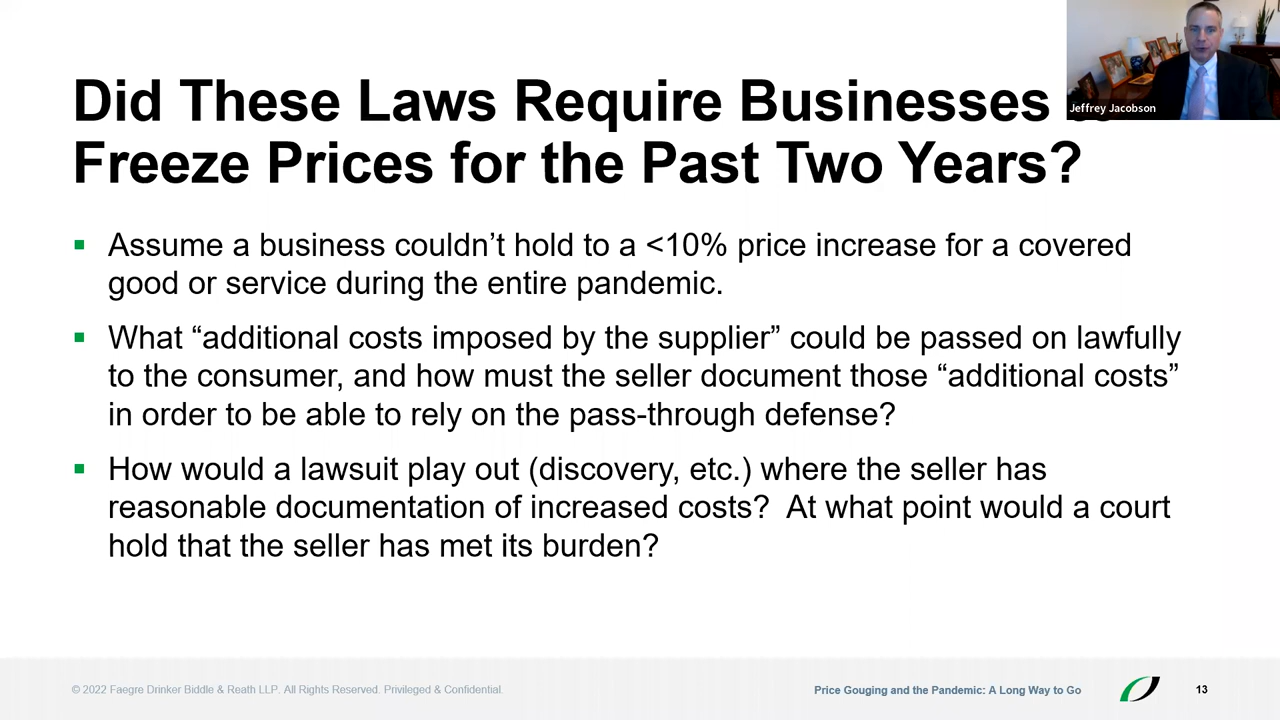 Did These Laws Require Businesses
Freeze Prices for the Past Two Years?
Jeffrey Jacobson
▪ Assume a business couldn’t hold to a <10% price increase for a covered
good or service during the entire pandemic.
▪ What “additional costs imposed by the supplier” could be passed on lawfully
to the consumer, and how must the seller document those “additional costs”
in order to be able to rely on the pass-through defense?
▪ How would a lawsuit play out (discovery, etc.) where the seller has
reasonable documentation of increased costs?  At what point would a court
hold that the seller has met its burden?
© 2022 Faegre Drinker Biddle & Reath LLP. All Rights Reserved. Privileged & Confidential.
Price Gouging and the Pandemic: A Long Way to Go
13